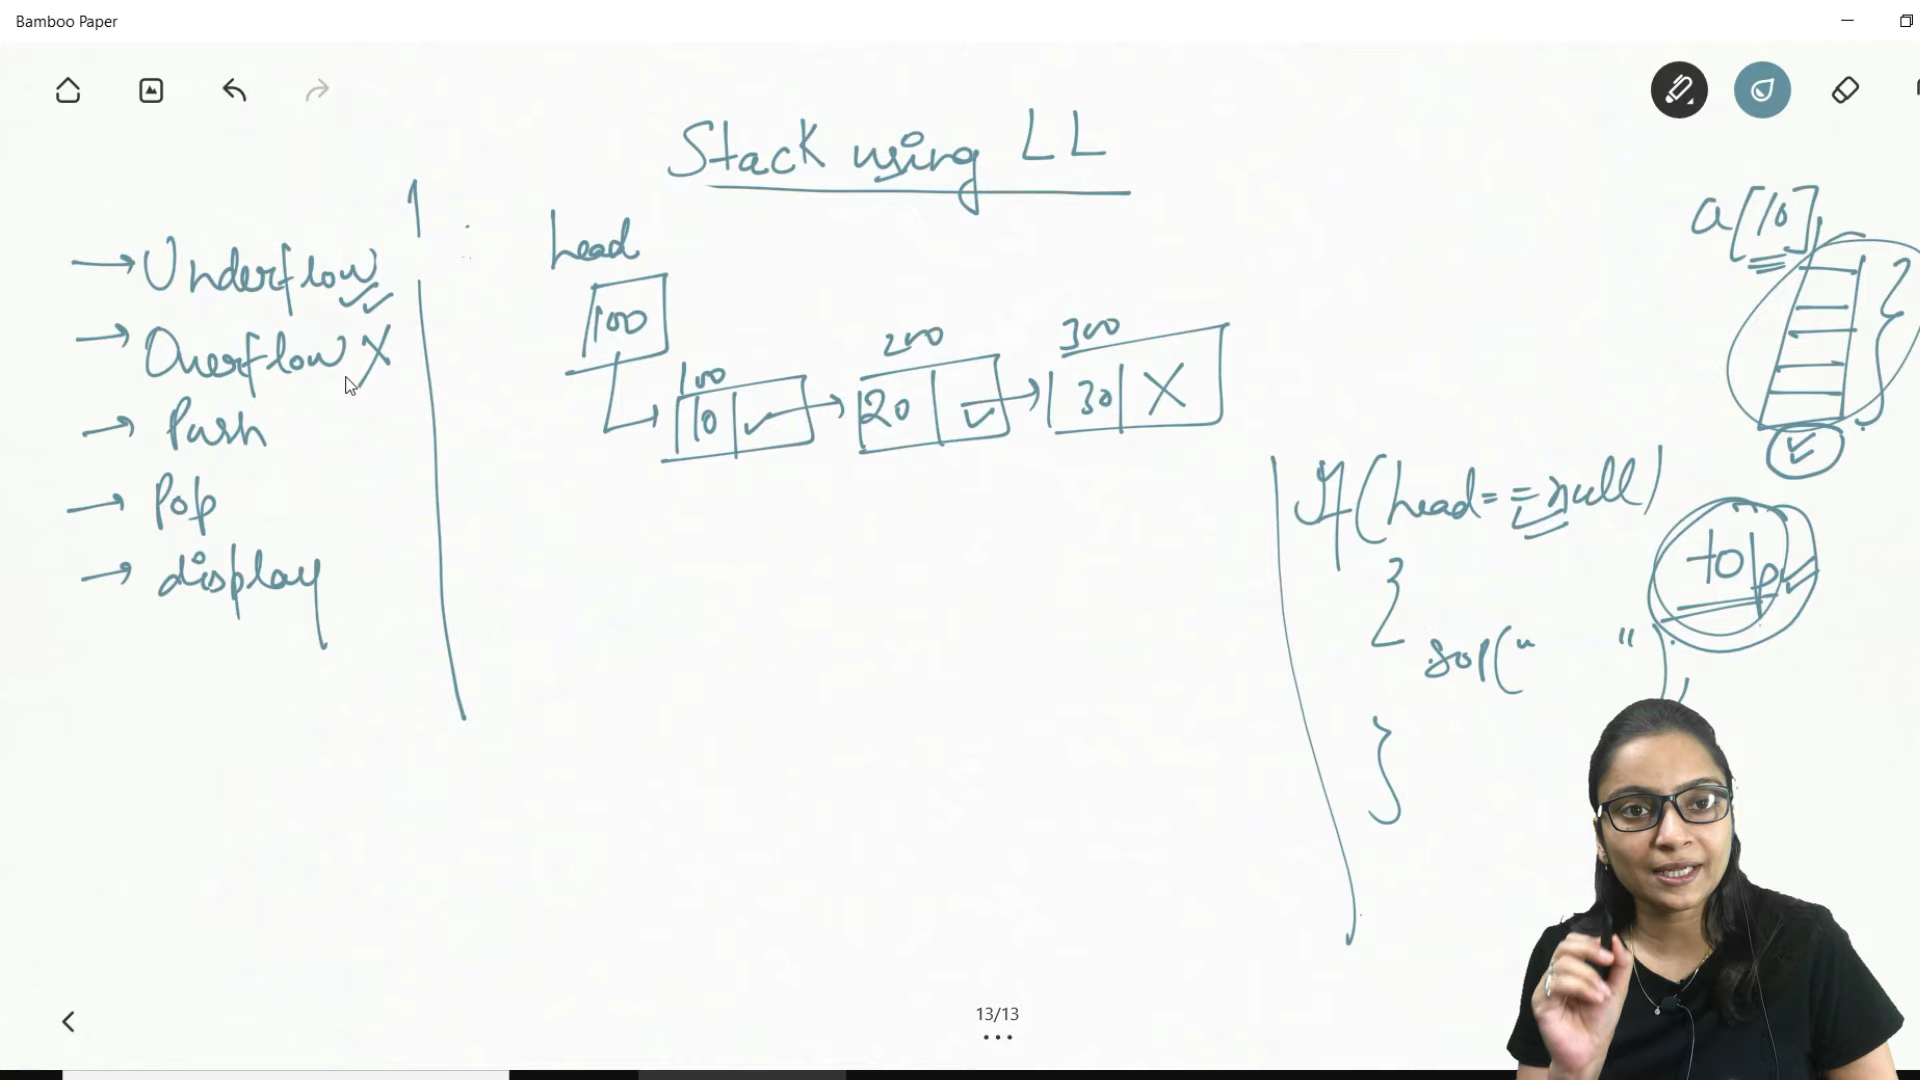 Bamboo Paper
Stack using LL
→ Underflow
→ Overflow X
→ Push
→ Pop
→ display
head
100
100
10
200
20
300
30 X
a[10]
If (head == null)
{
sop(" ")
}
top
13/13